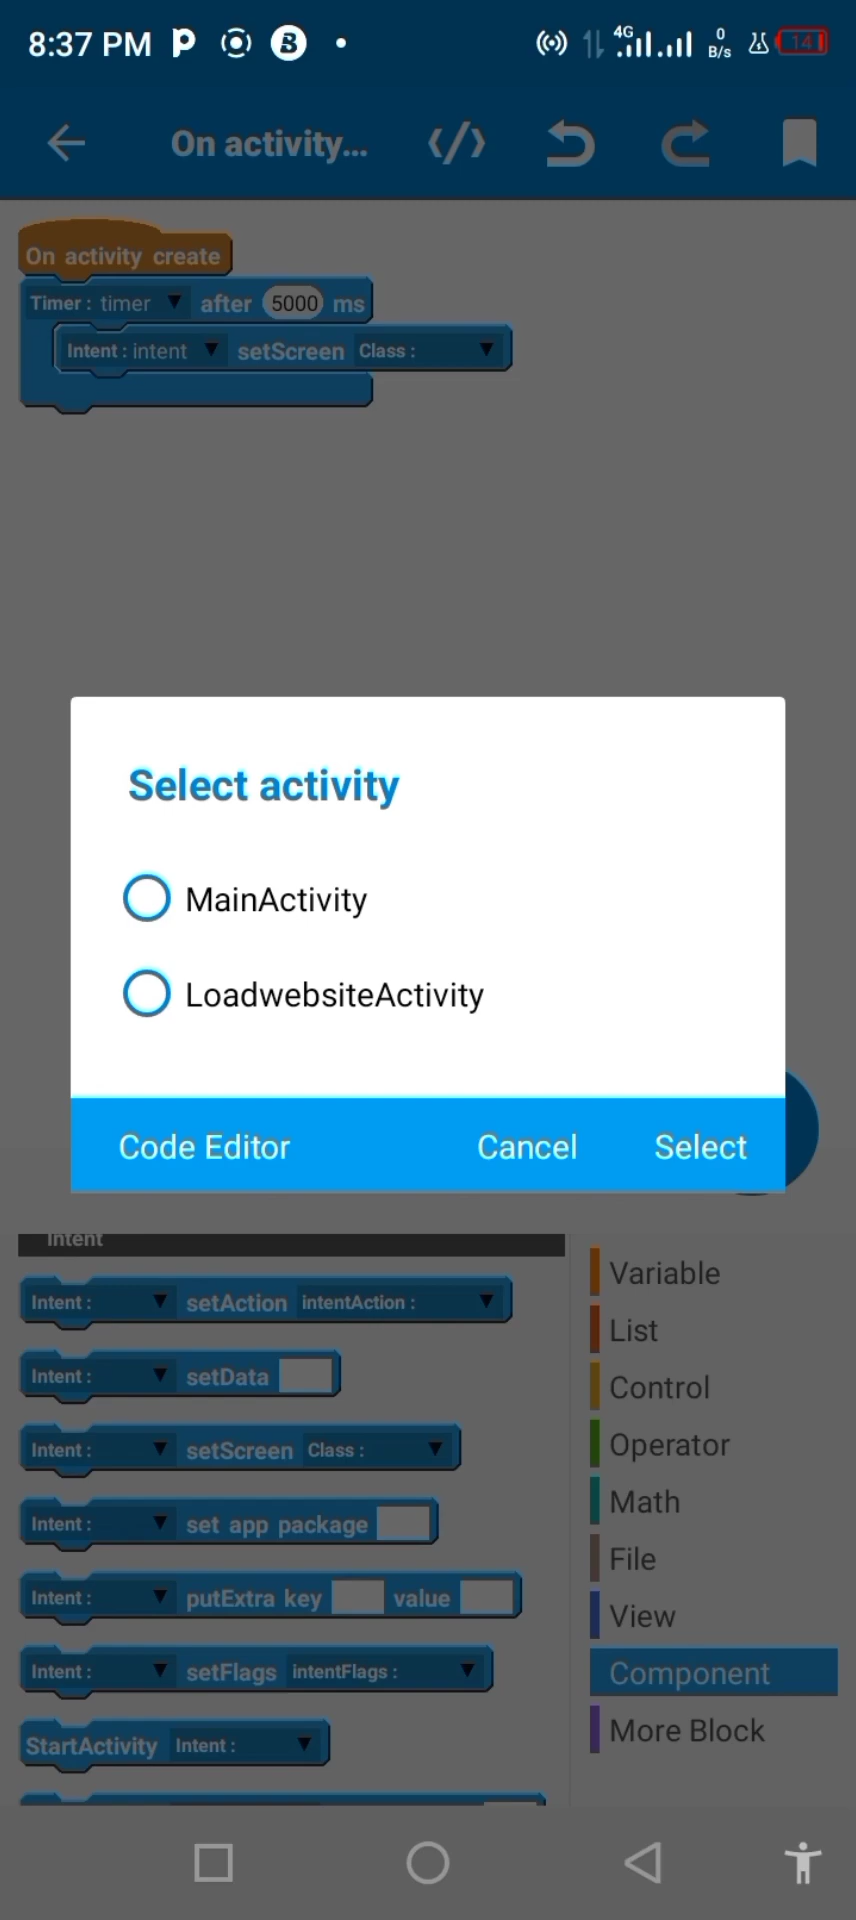 8:37 PM 4G 0 B/s 14
On activity...
On activity create
Timer : timer after 5000 ms
Intent : intent setScreen Class :
Select activity
MainActivity
LoadwebsiteActivity
Code Editor Cancel Select
Intent
Intent : setAction intentAction :
Intent : setData
Intent : setScreen Class :
Intent : set app package
Intent : putExtra key value
Intent : setFlags intentFlags :
StartActivity Intent :
Variable
List
Control
Operator
Math
File
View
Component
More Block